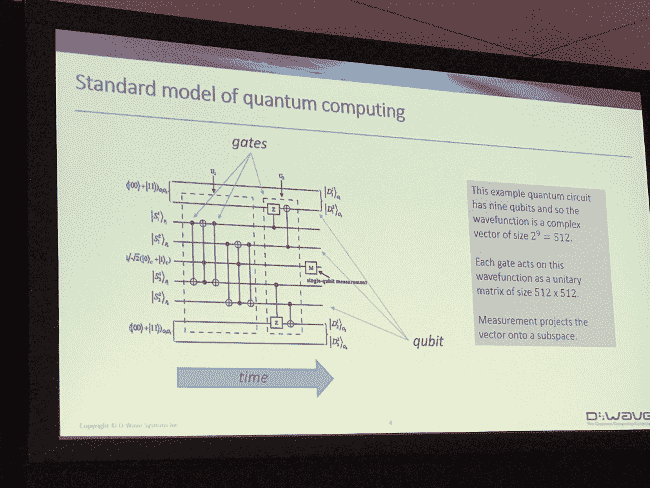 Standard model of quantum computing
gates
This example quantum circuit
has nine qubits and so the
wavefunction is a complex
vector of size 2⁹ = 512.
Each gate acts on this
wavefunction as a unitary
matrix of size 512 x 512.
Measurement projects the
vector onto a subspace.
Z
M
single-qubit measurement
Z
qubit
time
Copyright © D-Wave Systems Inc
D:WAVE
The Quantum Computing Company